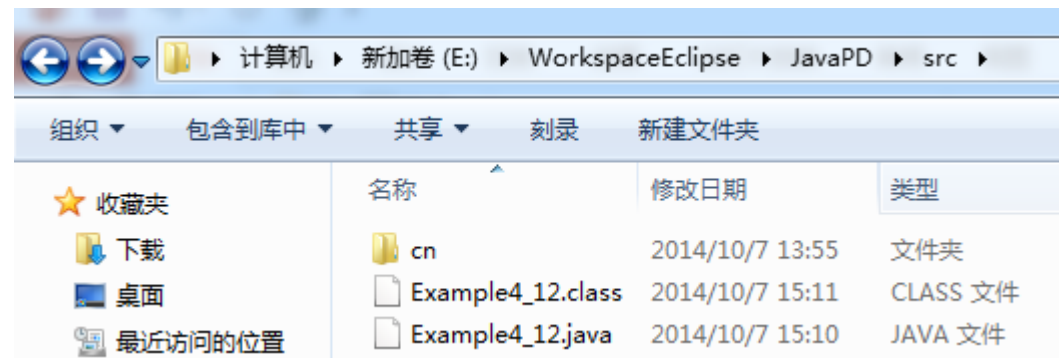 计算机 新加卷 (E:) WorkspaceEclipse JavaPD src
组织 包含到库中 共享 刻录 新建文件夹
收藏夹
下载
桌面
最近访问的位置
名称 修改日期 类型
cn 2014/10/7 13:55 文件夹
Example4_12.class 2014/10/7 15:11 CLASS 文件
Example4_12.java 2014/10/7 15:10 JAVA 文件